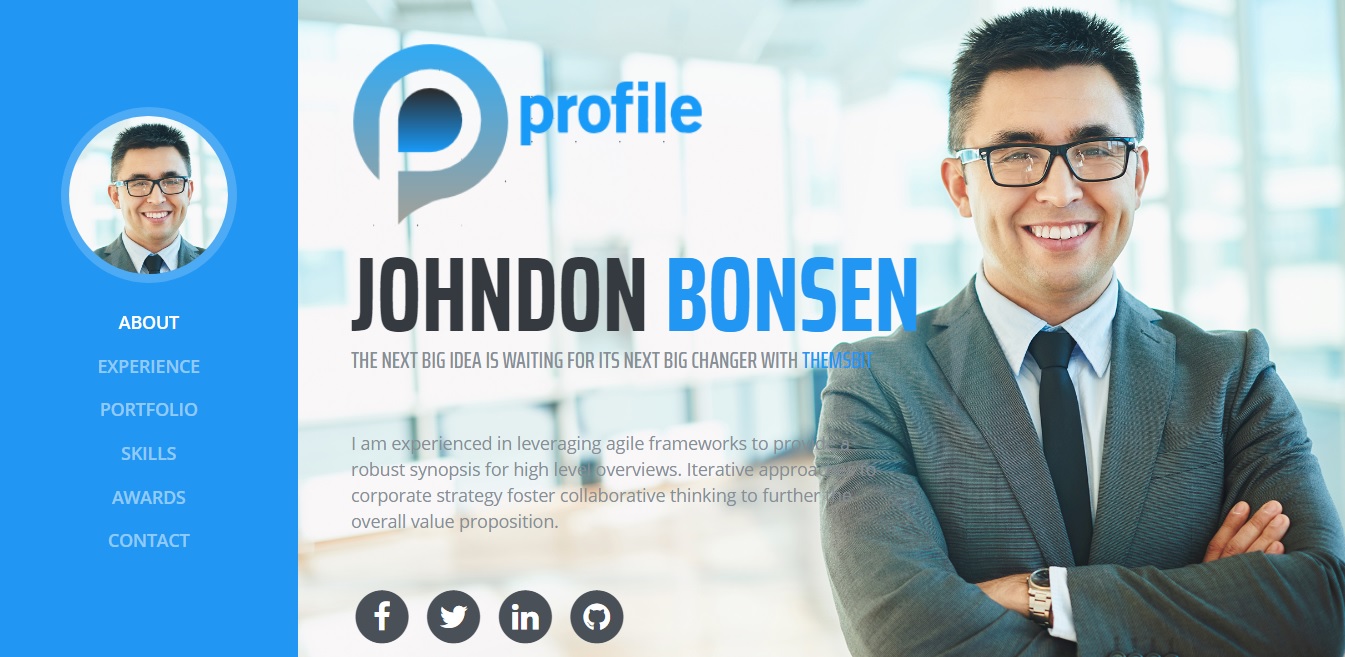 ABOUT
EXPERIENCE
PORTFOLIO
SKILLS
AWARDS
CONTACT
profile
JOHNDON BONSEN
THE NEXT BIG IDEA IS WAITING FOR ITS NEXT BIG CHANGER WITH THEMSBIT
I am experienced in leveraging agile frameworks to provide a
robust synopsis for high level overviews. Iterative approaches to
corporate strategy foster collaborative thinking to further the
overall value proposition.